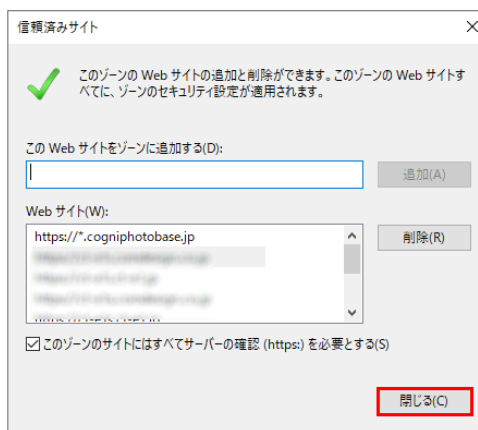 信頼済みサイト
このゾーンの Web サイトの追加と削除ができます。このゾーンの Web サイトす
べてに、ゾーンのセキュリティ設定が適用されます。
この Web サイトをゾーンに追加する(D):
追加(A)
Web サイト(W):
https://*.cogniphotobase.jp
削除(R)
このゾーンのサイトにはすべてサーバーの確認 (https:) を必要とする(S)
閉じる(C)